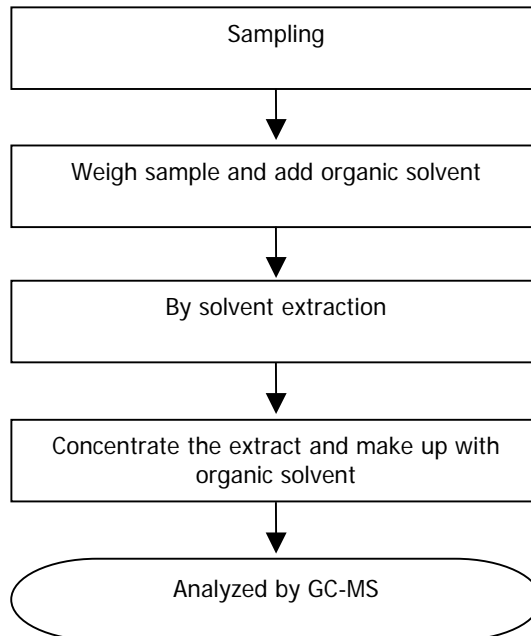 Sampling
Weigh sample and add organic solvent
By solvent extraction
Concentrate the extract and make up with
organic solvent
Analyzed by GC-MS